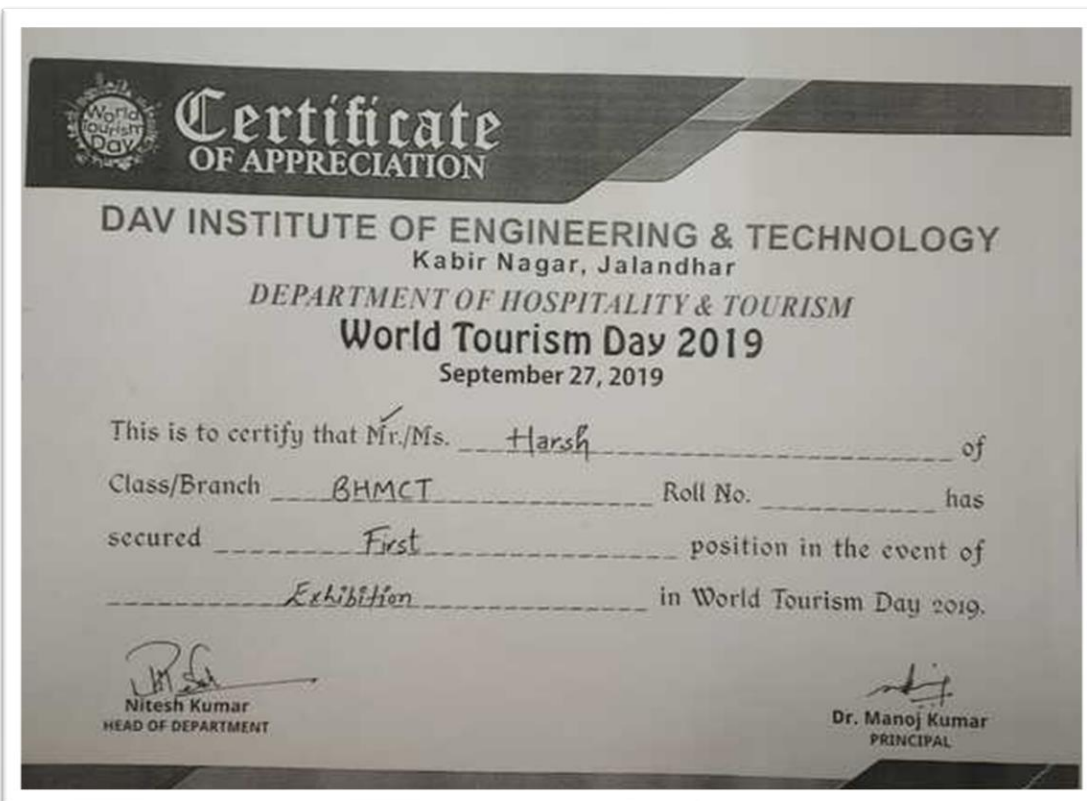 World
Tourism
Day
Certificate
OF APPRECIATION
DAV INSTITUTE OF ENGINEERING & TECHNOLOGY
Kabir Nagar, Jalandhar
DEPARTMENT OF HOSPITALITY & TOURISM
World Tourism Day 2019
September 27, 2019
This is to certify that Mr./Ms. Harsh of
Class/Branch BHMCT Roll No. has
secured First position in the event of
Exhibition in World Tourism Day 2019.
Nitesh Kumar
HEAD OF DEPARTMENT
Dr. Manoj Kumar
PRINCIPAL